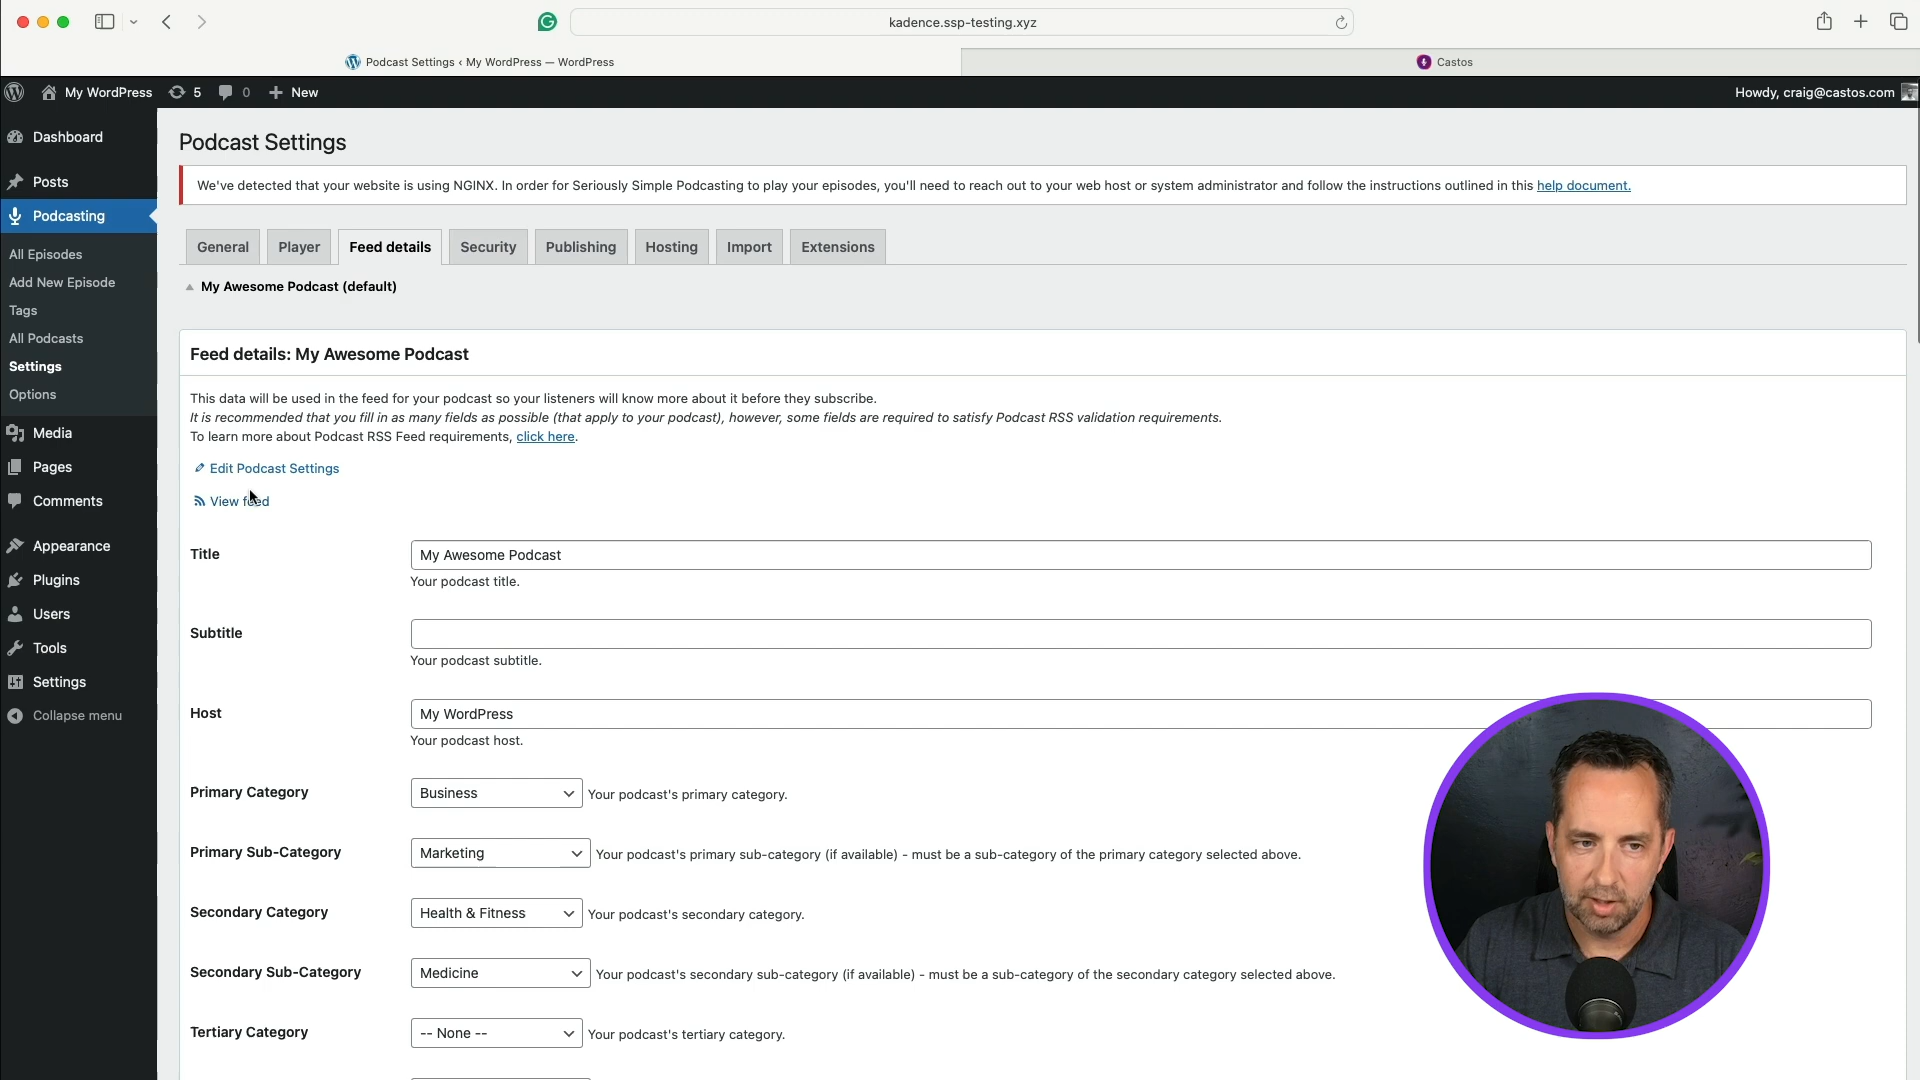 kadence.ssp-testing.xyz
Podcast Settings ‹ My WordPress — WordPress
Castos
My WordPress 5 0 New
Howdy, craig@castos.com
Dashboard
Posts
Podcasting
All Episodes
Add New Episode
Tags
All Podcasts
Settings
Options
Media
Pages
Comments
Appearance
Plugins
Users
Tools
Settings
Collapse menu
Podcast Settings
We've detected that your website is using NGINX. In order for Seriously Simple Podcasting to play your episodes, you'll need to reach out to your web host or system administrator and follow the instructions outlined in this help document.
General Player Feed details Security Publishing Hosting Import Extensions
My Awesome Podcast (default)
Feed details: My Awesome Podcast
This data will be used in the feed for your podcast so your listeners will know more about it before they subscribe.
It is recommended that you fill in as many fields as possible (that apply to your podcast), however, some fields are required to satisfy Podcast RSS validation requirements.
To learn more about Podcast RSS Feed requirements, click here.
Edit Podcast Settings
View feed
Title
My Awesome Podcast
Your podcast title.
Subtitle
Your podcast subtitle.
Host
My WordPress
Your podcast host.
Primary Category
Business
Your podcast's primary category.
Primary Sub-Category
Marketing
Your podcast's primary sub-category (if available) - must be a sub-category of the primary category selected above.
Secondary Category
Health & Fitness
Your podcast's secondary category.
Secondary Sub-Category
Medicine
Your podcast's secondary sub-category (if available) - must be a sub-category of the secondary category selected above.
Tertiary Category
-- None --
Your podcast's tertiary category.